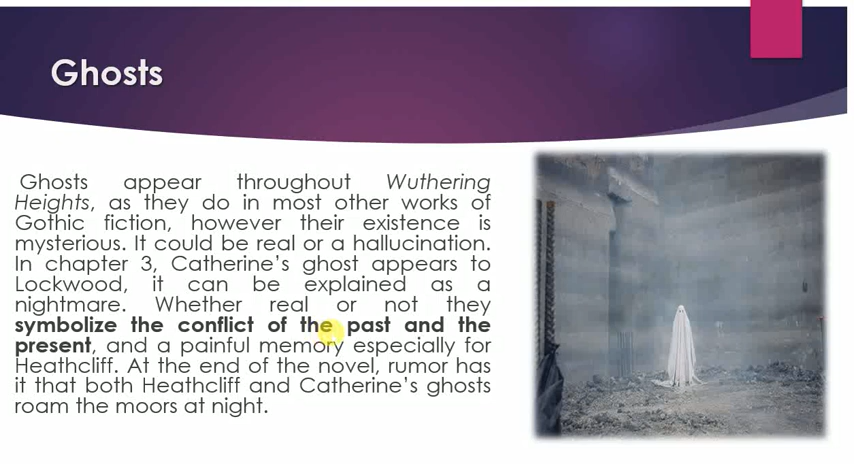 Ghosts
Ghosts appear throughout Wuthering
Heights, as they do in most other works of
Gothic fiction, however their existence is
mysterious. It could be real or a hallucination.
In chapter 3, Catherine’s ghost appears to
Lockwood, it can be explained as a
nightmare. Whether real or not they
symbolize the conflict of the past and the
present, and a painful memory especially for
Heathcliff. At the end of the novel, rumor has
it that both Heathcliff and Catherine’s ghosts
roam the moors at night.